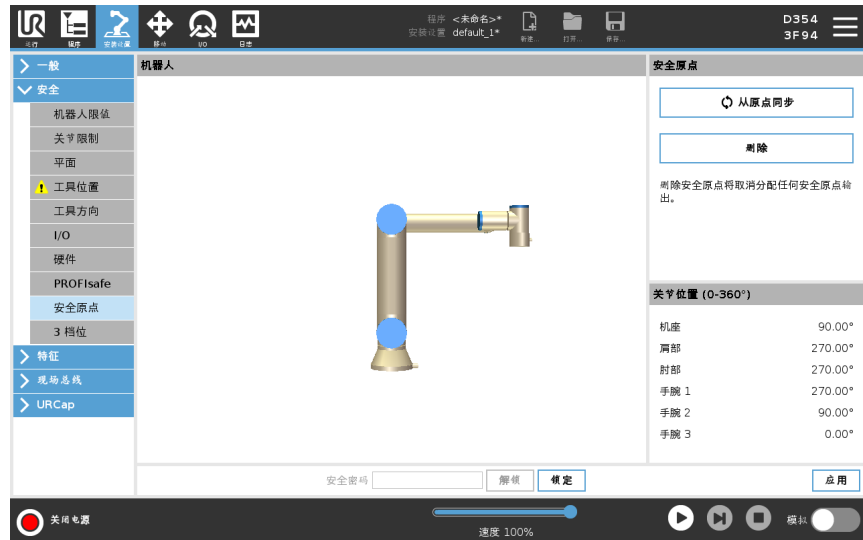 UR
运行
程序
安装设置
移动
I/O
日志
程序 <未命名>*
安装设置 default_1*
新建...
打开...
保存...
D354
3F94
一般
安全
机器人限值
关节限制
平面
工具位置
工具方向
I/O
硬件
PROFIsafe
安全原点
3 档位
特征
现场总线
URCap
机器人
安全原点
从原点同步
删除
删除安全原点将取消分配任何安全原点输
出。
关节位置 (0-360°)
机座 90.00°
肩部 270.00°
肘部 270.00°
手腕 1 270.00°
手腕 2 90.00°
手腕 3 0.00°
安全密码
解锁
锁定
应用
关闭电源
速度 100%
模拟